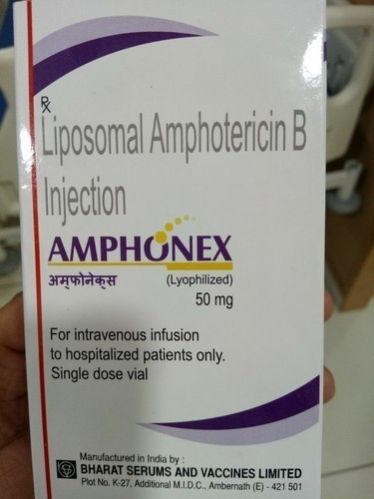 Rx
Liposomal Amphotericin B
Injection
AMPHONEX
अम्फोनेक्स
(Lyophilized)
50 mg
For intravenous infusion
to hospitalized patients only.
Single dose vial
Manufactured in India by :
BHARAT SERUMS AND VACCINES LIMITED
Plot No. K-27, Additional M.I.D.C., Ambernath (E) - 421 501